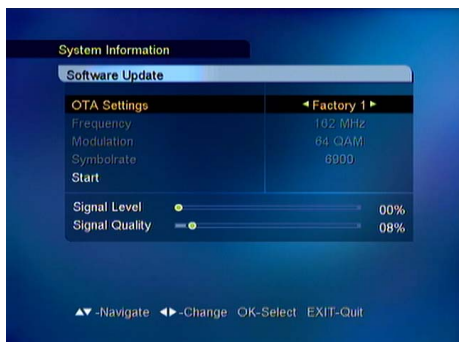 System Information
Software Update
OTA Settings ◄ Factory 1 ►
Frequency 162 MHz
Modulation 64 QAM
Symbolrate 6900
Start
Signal Level 00%
Signal Quality 08%
▲▼ -Navigate ◄► -Change OK-Select EXIT-Quit